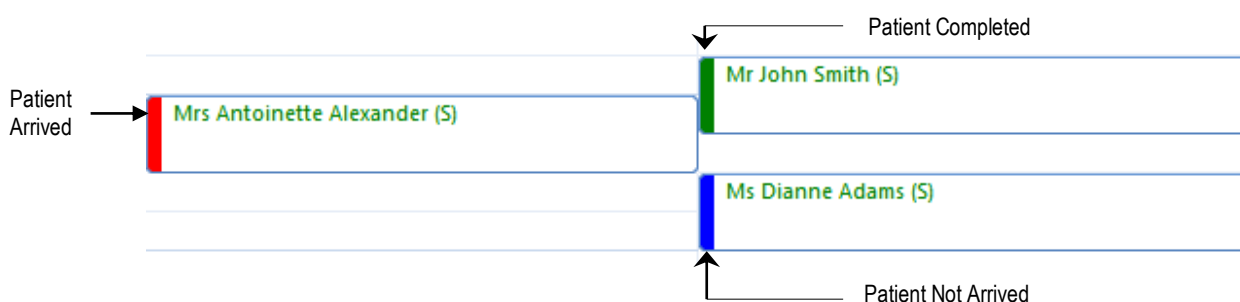 Patient Completed
Mr John Smith (S)
Patient
Arrived
Mrs Antoinette Alexander (S)
Ms Dianne Adams (S)
Patient Not Arrived